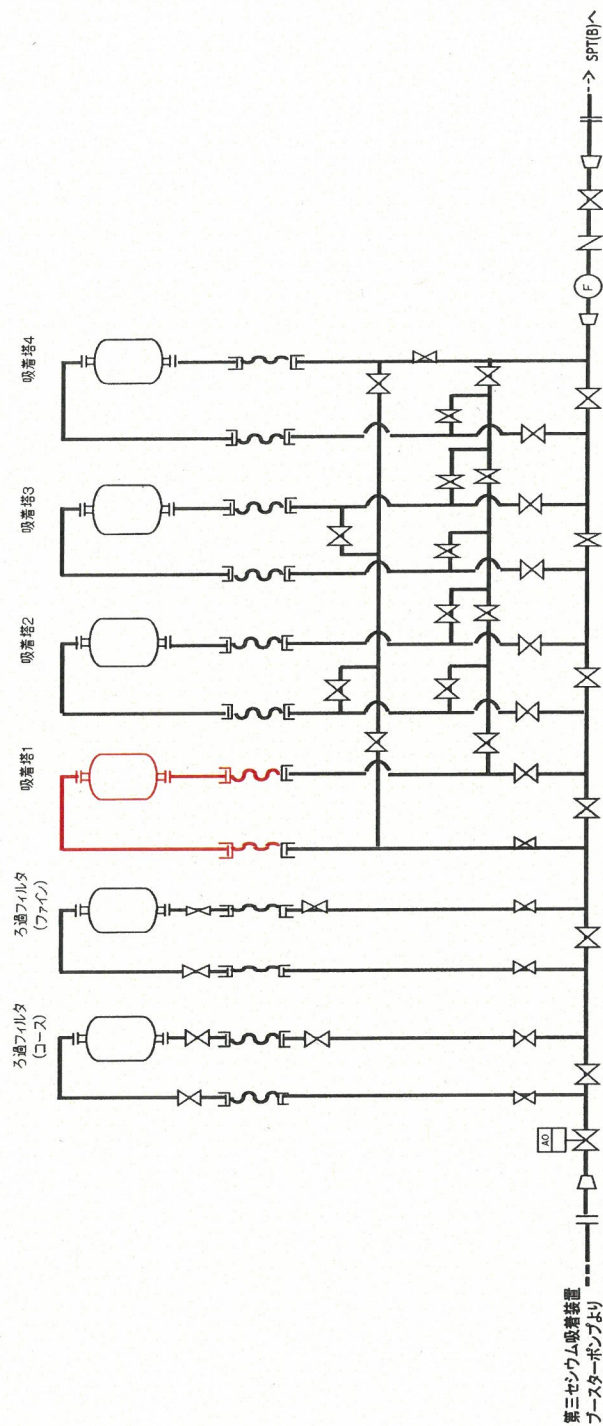 第三セシウム吸着装置
ブースターポンプより
AO
ろ過フィルタ
(コース)
ろ過フィルタ
(ファイン)
吸着塔1
吸着塔2
吸着塔3
吸着塔4
F
SPT(B)へ